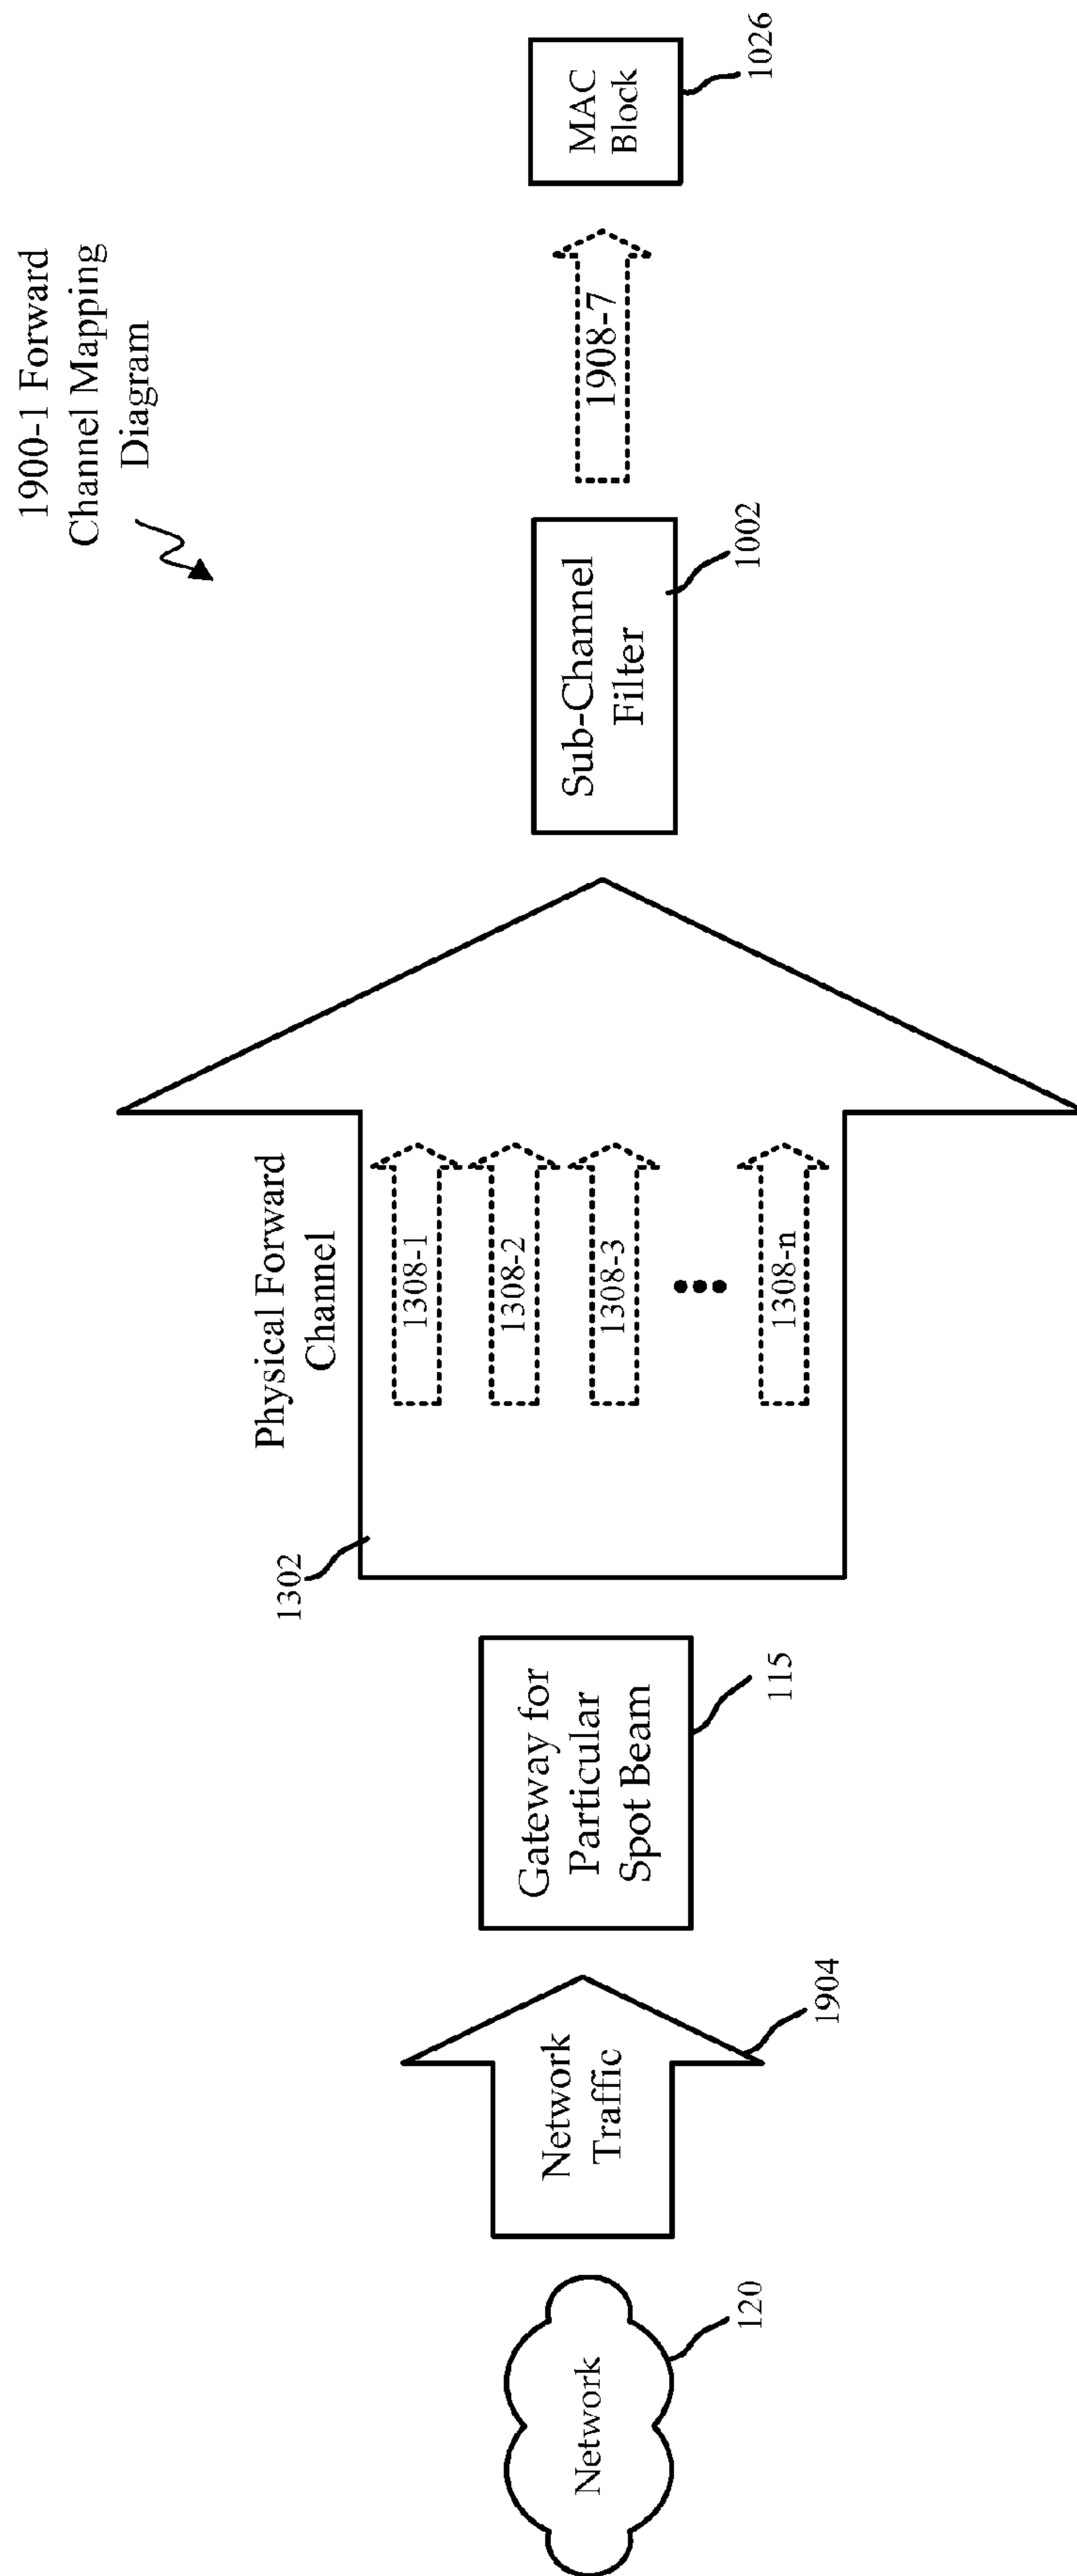 1900-1 Forward
Channel Mapping
Diagram
Network
120
Network
Traffic
1904
Gateway for
Particular
Spot Beam
115
1302
Physical Forward
Channel
1308-1
1308-2
1308-3
1308-n
Sub-Channel
Filter
1002
1908-7
MAC
Block
1026